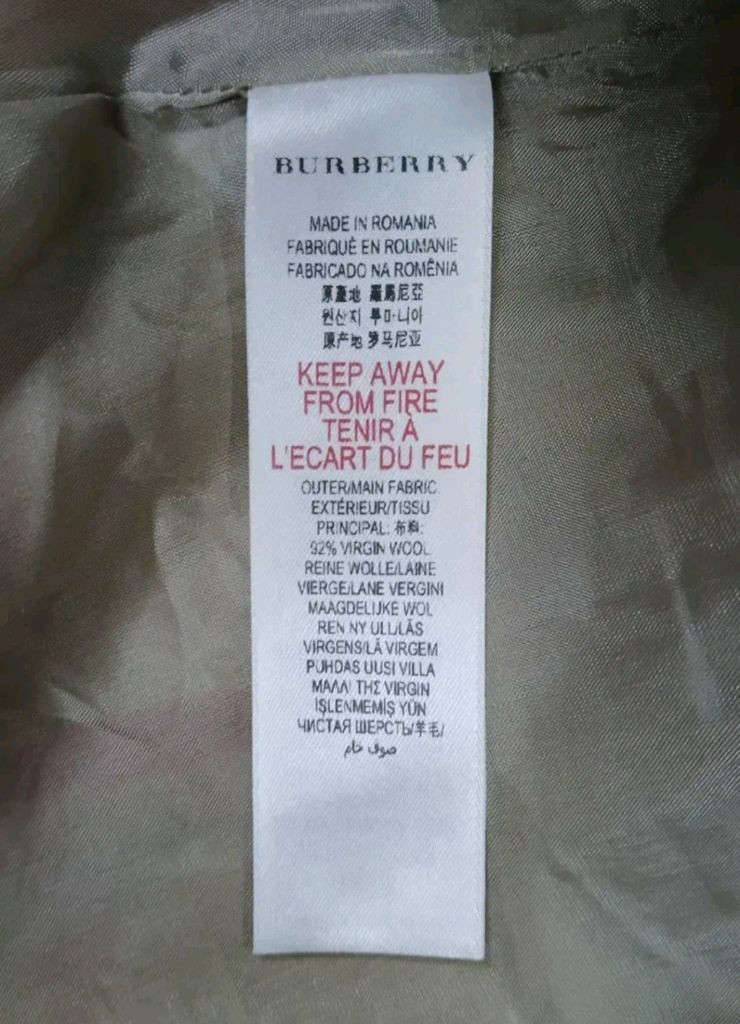 BURBERRY
MADE IN ROMANIA
FABRIQUÉ EN ROUMANIE
FABRICADO NA ROMÊNIA
原產地 羅馬尼亞
원산지 루마니아
原产地 罗马尼亚
KEEP AWAY
FROM FIRE
TENIR À
L'ECART DU FEU
OUTER/MAIN FABRIC
EXTÉRIEUR/TISSU
PRINCIPAL: 布料:
92% VIRGIN WOOL
REINE WOLLE/LAINE
VIERGE/LANE VERGINI
MAAGDELIJKE WOL
REN NY ULL/LÃS
VIRGENS/LÃ VIRGEM
PUHDAS UUSI VILLA
ΜΑΛΛΙ ΤΗΣ VIRGIN
IŞLENMEMİŞ YÜN
ЧИСТАЯ ШЕРСТЬ/羊毛/
صوف خام